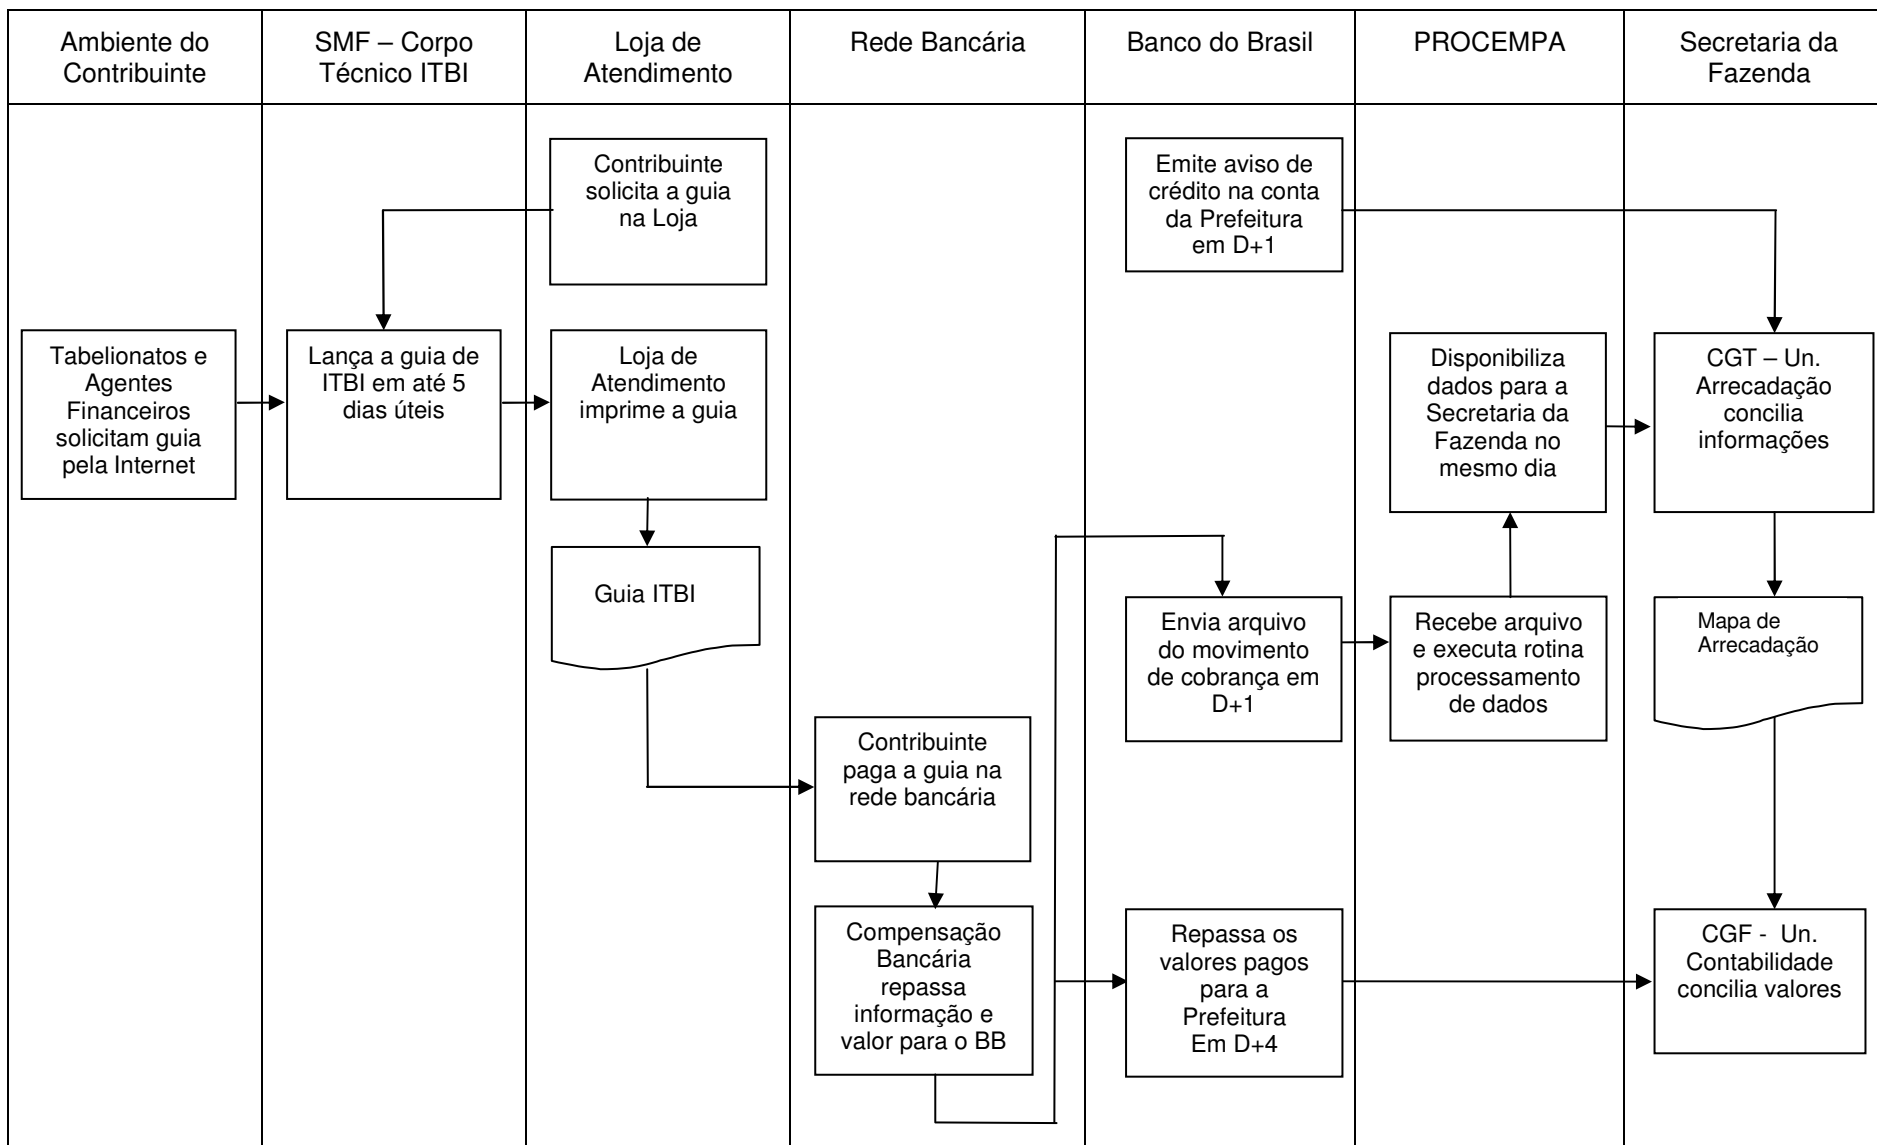 Ambiente do
Contribuinte
SMF – Corpo
Técnico ITBI
Loja de
Atendimento
Rede Bancária
Banco do Brasil
PROCEMPA
Secretaria da
Fazenda
Contribuinte
solicita a guia
na Loja
Emite aviso de
crédito na conta
da Prefeitura
em D+1
Tabelionatos e
Agentes
Financeiros
solicitam guia
pela Internet
Lança a guia de
ITBI em até 5
dias úteis
Loja de
Atendimento
imprime a guia
Disponibiliza
dados para a
Secretaria da
Fazenda no
mesmo dia
CGT – Un.
Arrecadação
concilia
informações
Guia ITBI
Envia arquivo
do movimento
de cobrança em
D+1
Recebe arquivo
e executa rotina
processamento
de dados
Mapa de
Arrecadação
Contribuinte
paga a guia na
rede bancária
Compensação
Bancária
repassa
informação e
valor para o BB
Repassa os
valores pagos
para a
Prefeitura
Em D+4
CGF - Un.
Contabilidade
concilia valores